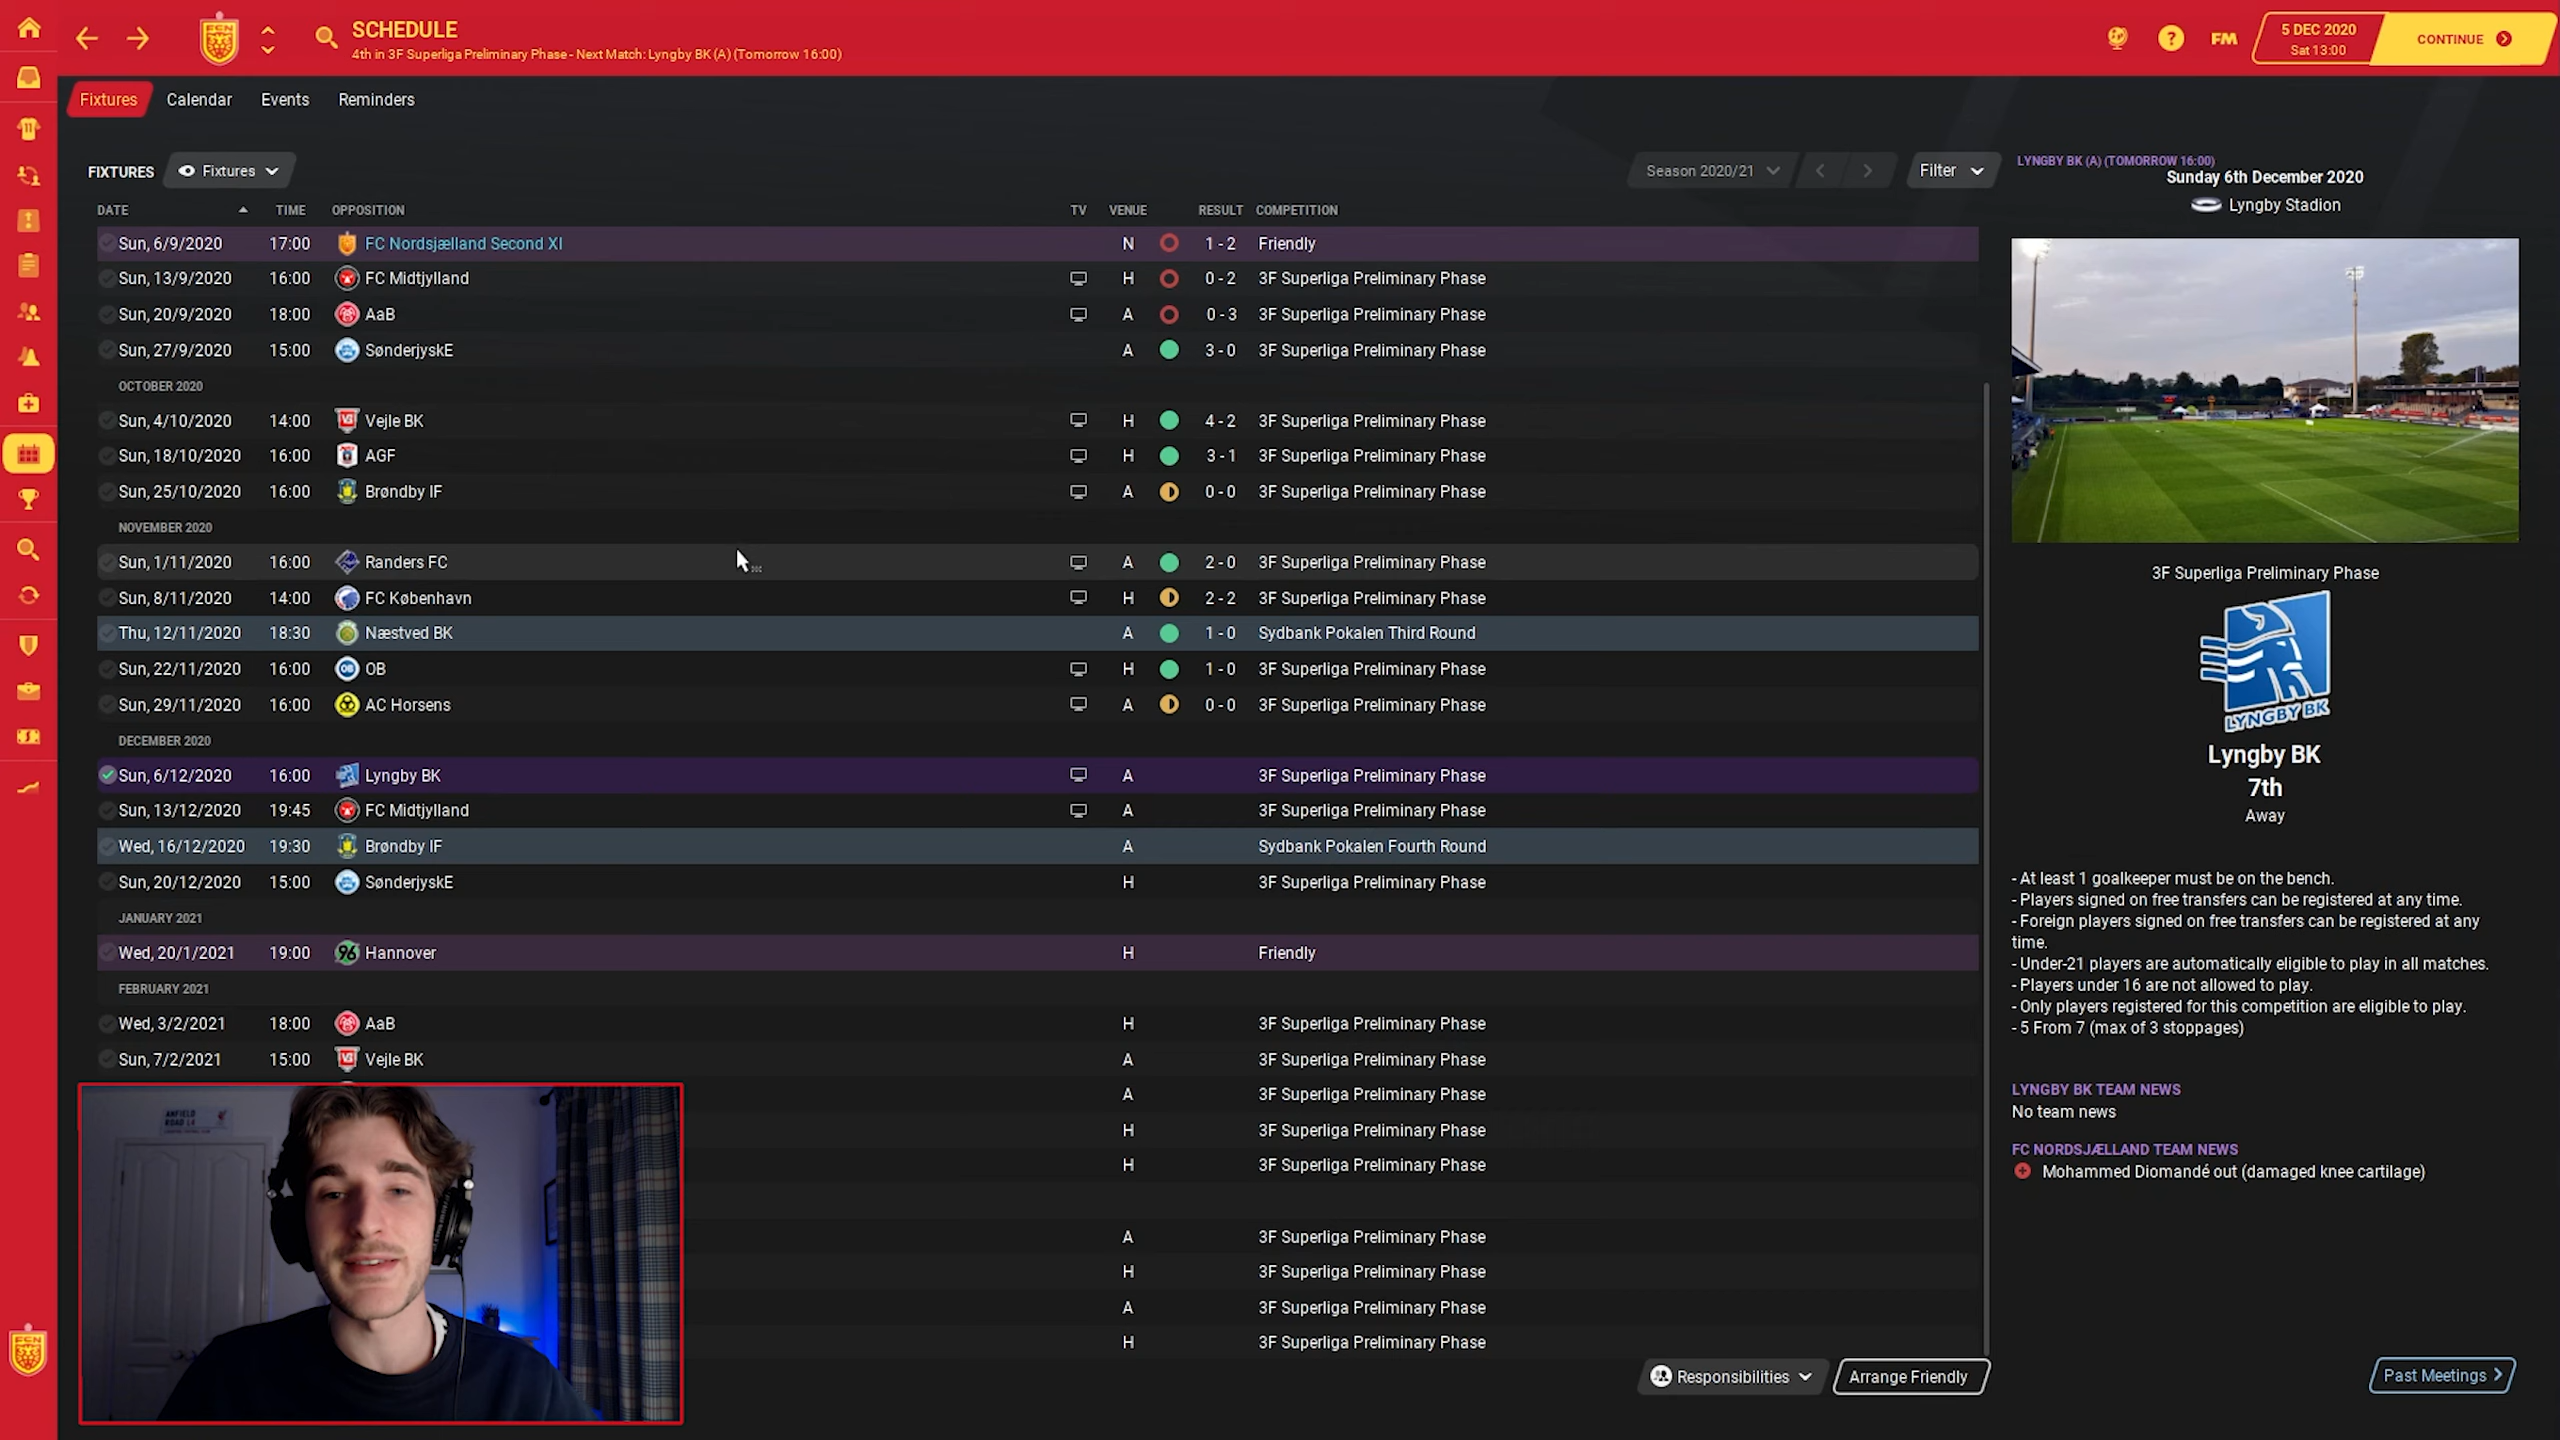 SCHEDULE
4th in 3F Superliga Preliminary Phase - Next Match: Lyngby BK (A) (Tomorrow 16:00)
FM
5 DEC 2020
Sat 13:00
CONTINUE
Fixtures Calendar Events Reminders
FIXTURES Fixtures Season 2020/21 Filter
DATE TIME OPPOSITION TV VENUE RESULT COMPETITION
Sun, 6/9/2020 17:00 FC Nordsjælland Second XI N 1 - 2 Friendly
Sun, 13/9/2020 16:00 FC Midtjylland H 0 - 2 3F Superliga Preliminary Phase
Sun, 20/9/2020 18:00 AaB A 0 - 3 3F Superliga Preliminary Phase
Sun, 27/9/2020 15:00 SønderjyskE A 3 - 0 3F Superliga Preliminary Phase
OCTOBER 2020
Sun, 4/10/2020 14:00 Vejle BK H 4 - 2 3F Superliga Preliminary Phase
Sun, 18/10/2020 16:00 AGF H 3 - 1 3F Superliga Preliminary Phase
Sun, 25/10/2020 16:00 Brøndby IF A 0 - 0 3F Superliga Preliminary Phase
NOVEMBER 2020
Sun, 1/11/2020 16:00 Randers FC A 2 - 0 3F Superliga Preliminary Phase
Sun, 8/11/2020 14:00 FC København H 2 - 2 3F Superliga Preliminary Phase
Thu, 12/11/2020 18:30 Næstved BK A 1 - 0 Sydbank Pokalen Third Round
Sun, 22/11/2020 16:00 OB H 1 - 0 3F Superliga Preliminary Phase
Sun, 29/11/2020 16:00 AC Horsens A 0 - 0 3F Superliga Preliminary Phase
DECEMBER 2020
Sun, 6/12/2020 16:00 Lyngby BK A 3F Superliga Preliminary Phase
Sun, 13/12/2020 19:45 FC Midtjylland A 3F Superliga Preliminary Phase
Wed, 16/12/2020 19:30 Brøndby IF A Sydbank Pokalen Fourth Round
Sun, 20/12/2020 15:00 SønderjyskE H 3F Superliga Preliminary Phase
JANUARY 2021
Wed, 20/1/2021 19:00 Hannover H Friendly
FEBRUARY 2021
Wed, 3/2/2021 18:00 AaB H 3F Superliga Preliminary Phase
Sun, 7/2/2021 15:00 Vejle BK A 3F Superliga Preliminary Phase
A 3F Superliga Preliminary Phase
H 3F Superliga Preliminary Phase
H 3F Superliga Preliminary Phase
A 3F Superliga Preliminary Phase
H 3F Superliga Preliminary Phase
A 3F Superliga Preliminary Phase
H 3F Superliga Preliminary Phase
ANFIELD
ROAD L4
Responsibilities Arrange Friendly
LYNGBY BK (A) (TOMORROW 16:00)
Sunday 6th December 2020
Lyngby Stadion
3F Superliga Preliminary Phase
LYNGBY BK
Lyngby BK
7th
Away
- At least 1 goalkeeper must be on the bench.
- Players signed on free transfers can be registered at any time.
- Foreign players signed on free transfers can be registered at any
time.
- Under-21 players are automatically eligible to play in all matches.
- Players under 16 are not allowed to play.
- Only players registered for this competition are eligible to play.
- 5 From 7 (max of 3 stoppages)
LYNGBY BK TEAM NEWS
No team news
FC NORDSJÆLLAND TEAM NEWS
Mohammed Diomandé out (damaged knee cartilage)
Past Meetings